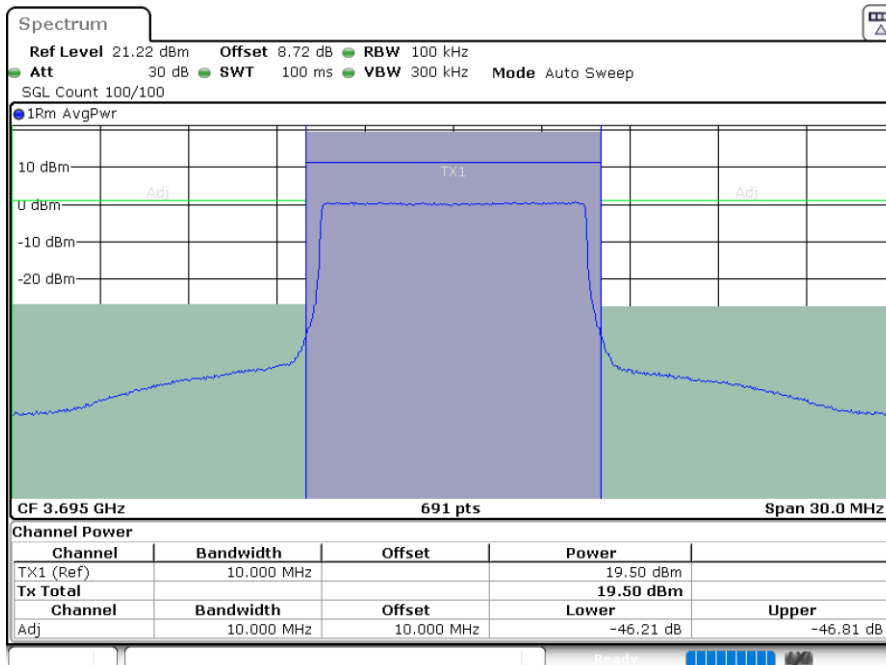 Spectrum
Ref Level 21.22 dBm Offset 8.72 dB RBW 100 kHz
Att 30 dB SWT 100 ms VBW 300 kHz Mode Auto Sweep
SGL Count 100/100
1Rm AvgPwr
10 dBm
TX1
Adj Adj
0 dBm
-10 dBm
-20 dBm
CF 3.695 GHz 691 pts Span 30.0 MHz
Channel Power
Channel Bandwidth Offset Power
TX1 (Ref) 10.000 MHz 19.50 dBm
Tx Total 19.50 dBm
Channel Bandwidth Offset Lower Upper
Adj 10.000 MHz 10.000 MHz -46.21 dB -46.81 dB
Ready